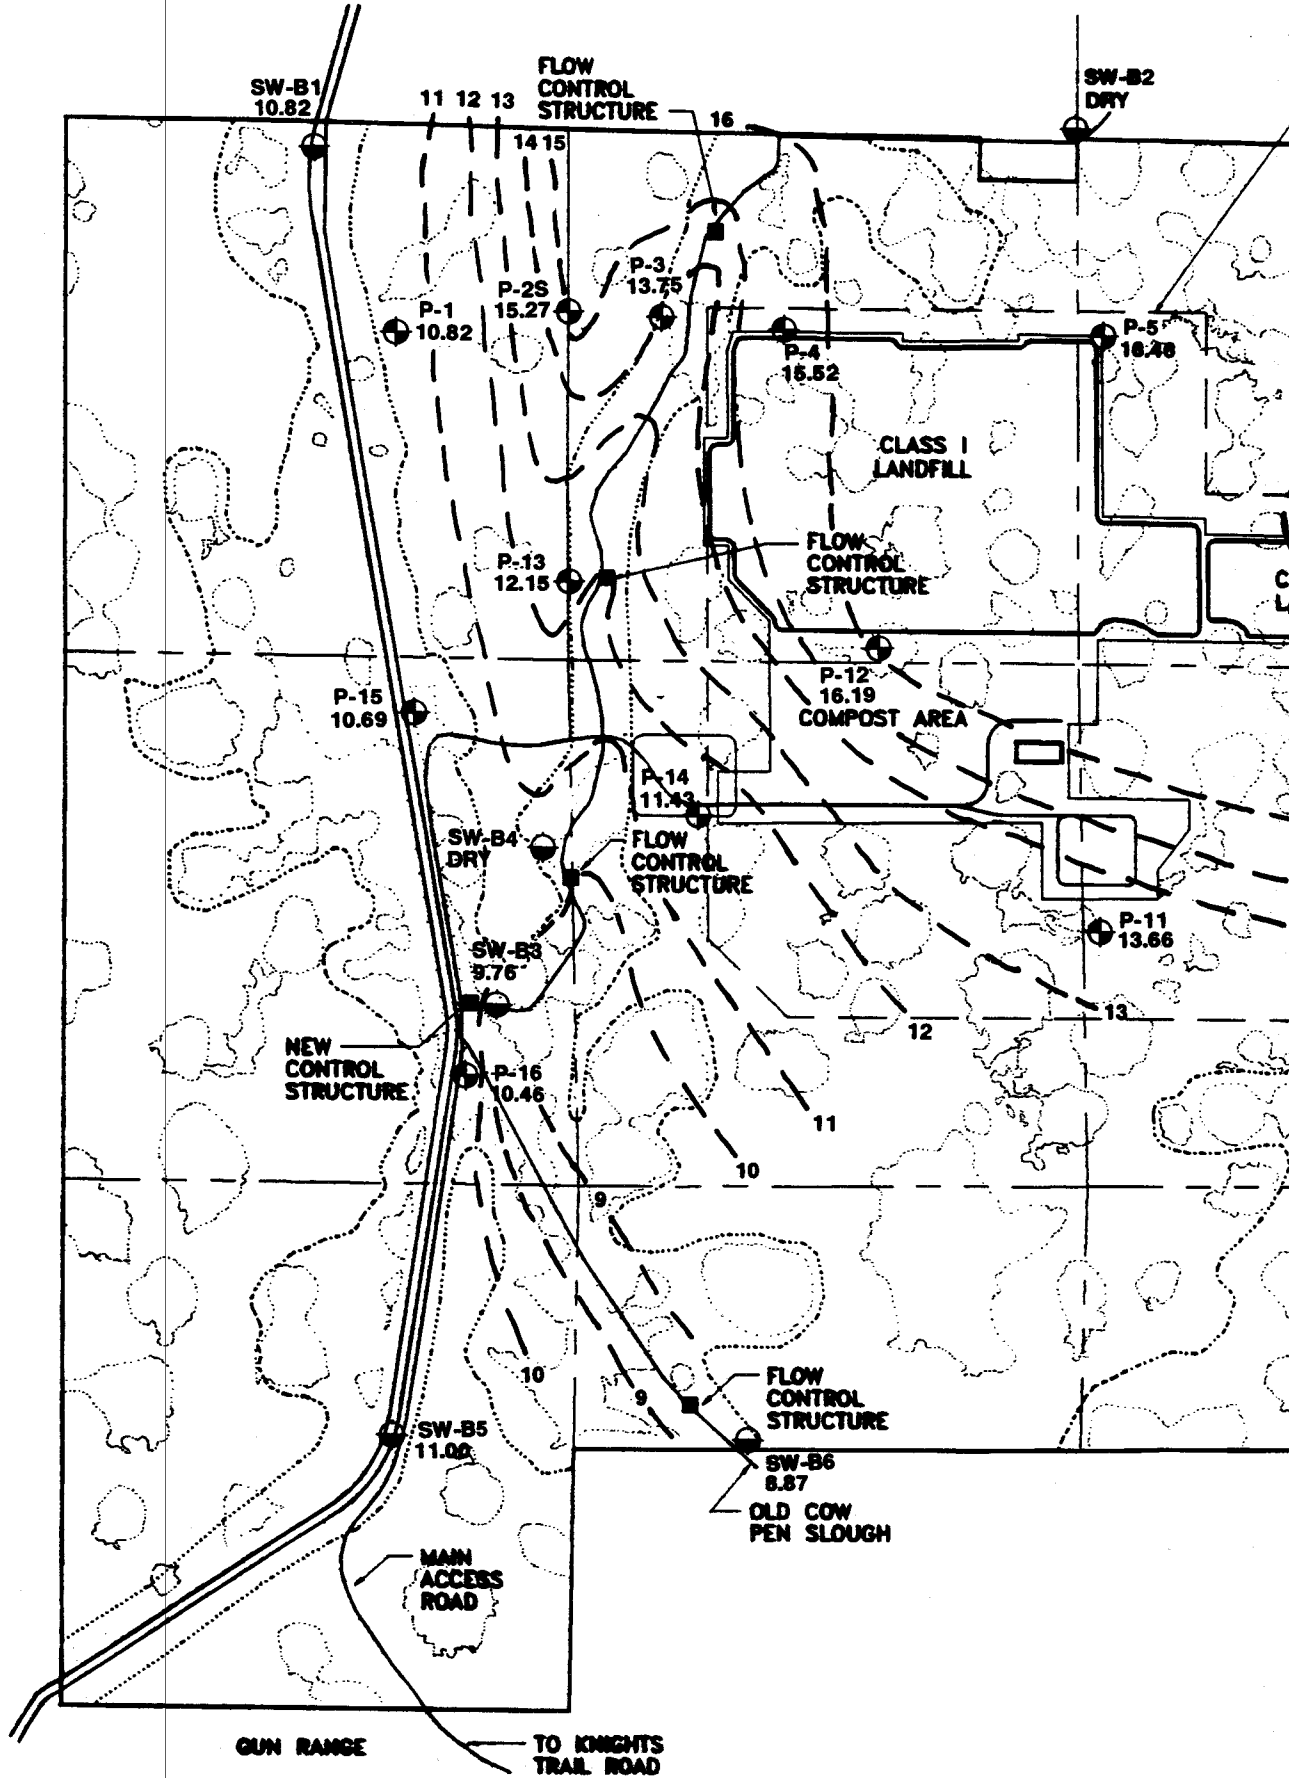 FLOW
CONTROL
STRUCTURE
SW-B1
10.82
11 12 13
14 15
16
SW-B2
DRY
P-3
13.75
P-2S
15.27
P-1
10.82
P-4
15.52
P-5
16.46
CLASS I
LANDFILL
FLOW
CONTROL
STRUCTURE
P-13
12.15
P-12
16.19
COMPOST AREA
P-15
10.69
P-14
11.43
SW-B4
DRY
FLOW
CONTROL
STRUCTURE
P-11
13.66
SW-B3
9.76
12
13
NEW
CONTROL
STRUCTURE
P-16
10.46
11
10
9
10
9
FLOW
CONTROL
STRUCTURE
SW-B5
11.00
SW-B6
8.87
OLD COW
PEN SLOUGH
MAIN
ACCESS
ROAD
GUN RANGE
TO KNIGHTS
TRAIL ROAD